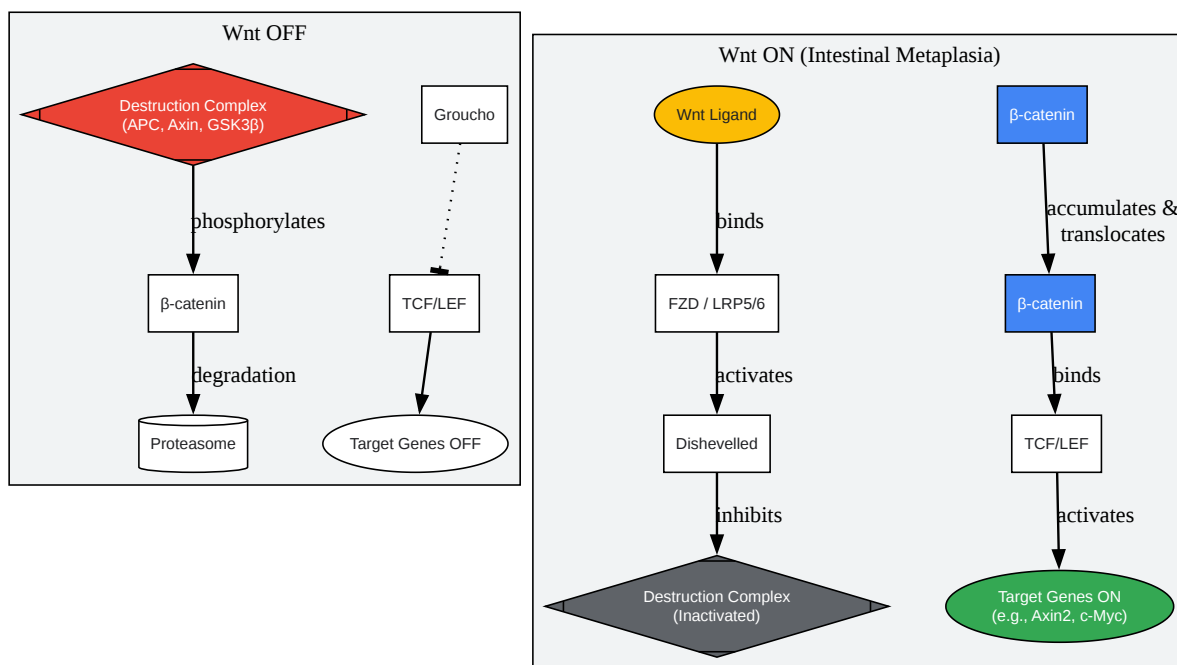 Wnt OFF
Destruction Complex
(APC, Axin, GSK3β)
Groucho
phosphorylates
β-catenin
TCF/LEF
degradation
Proteasome
Target Genes OFF
Wnt ON (Intestinal Metaplasia)
Wnt Ligand
β-catenin
binds
accumulates &
translocates
FZD / LRP5/6
β-catenin
activates
binds
Dishevelled
TCF/LEF
inhibits
activates
Destruction Complex
(Inactivated)
Target Genes ON
(e.g., Axin2, c-Myc)